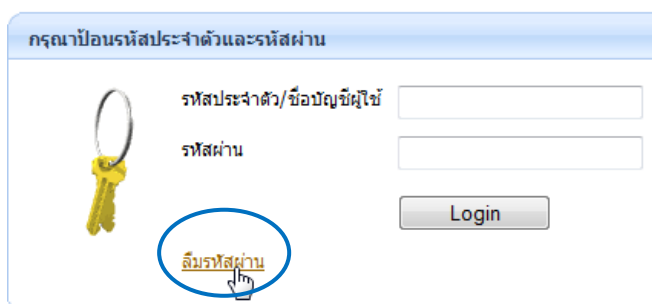 กรุณาป้อนรหัสประจำตัวและรหัสผ่าน
รหัสประจำตัว/ชื่อบัญชีผู้ใช้
รหัสผ่าน
Login
ลืมรหัสผ่าน